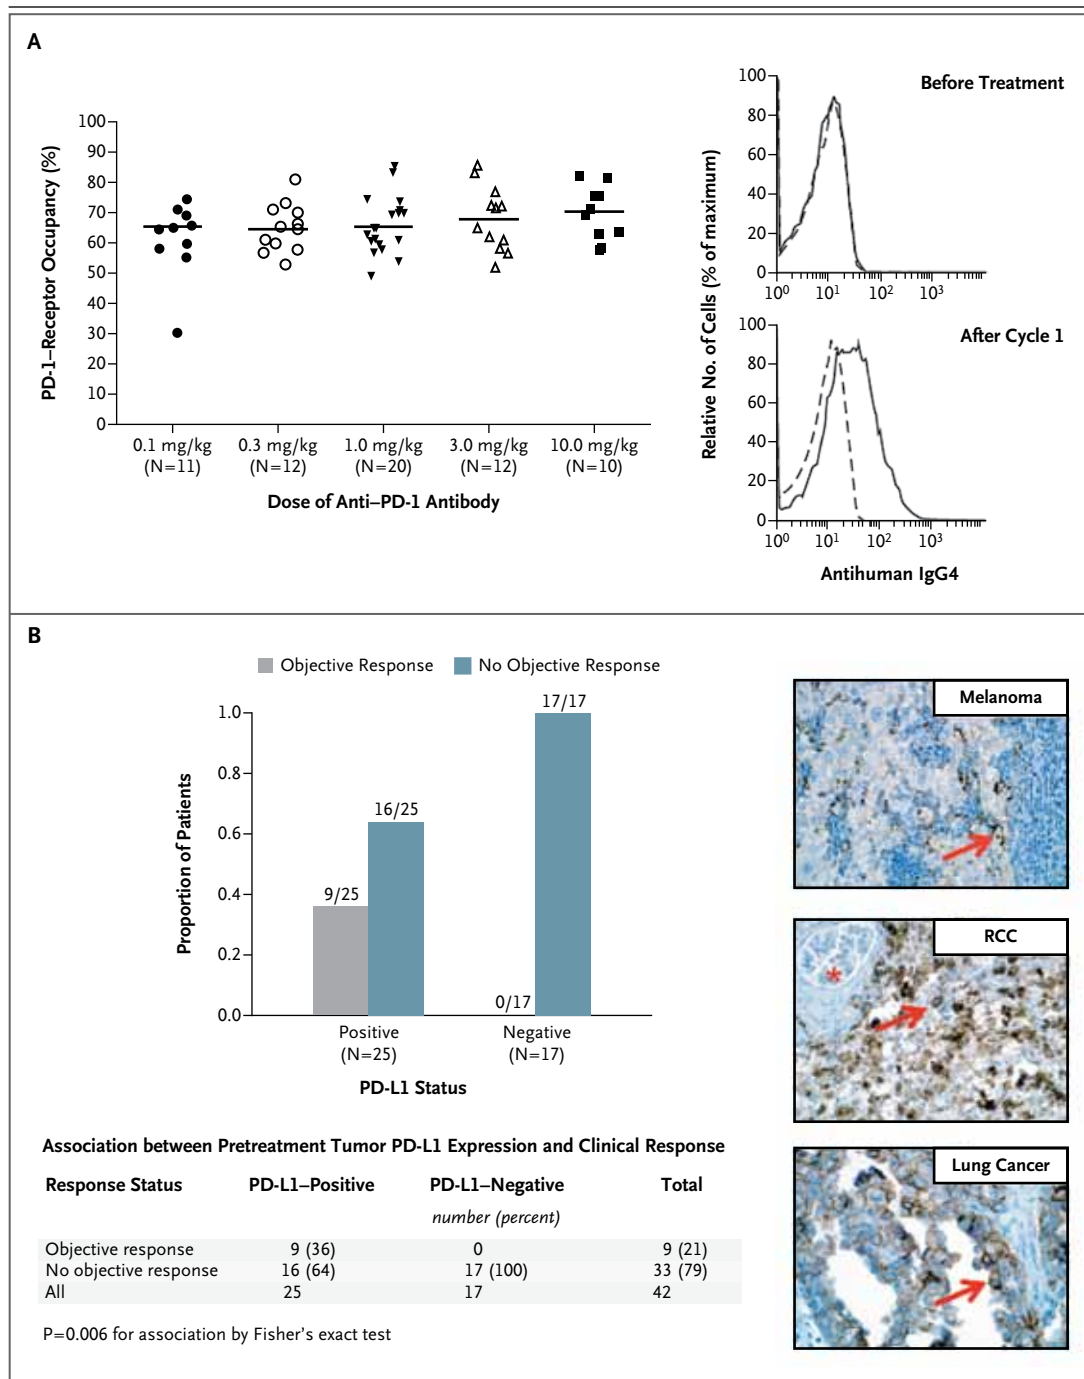 A
PD-1–Receptor Occupancy (%)
100
90
80
70
60
50
40
30
20
10
0
0.1 mg/kg
(N=11)
0.3 mg/kg
(N=12)
1.0 mg/kg
(N=20)
3.0 mg/kg
(N=12)
10.0 mg/kg
(N=10)
Dose of Anti–PD-1 Antibody
Relative No. of Cells (% of maximum)
Before Treatment
100
80
60
40
20
0
10⁰ 10¹ 10² 10³
After Cycle 1
100
80
60
40
20
0
10⁰ 10¹ 10² 10³
Antihuman IgG4
B
Objective Response
No Objective Response
Proportion of Patients
1.0
0.8
0.6
0.4
0.2
0.0
9/25
16/25
0/17
17/17
Positive
(N=25)
Negative
(N=17)
PD-L1 Status
Melanoma
RCC
*
Lung Cancer
Association between Pretreatment Tumor PD-L1 Expression and Clinical Response
Response Status PD-L1–Positive PD-L1–Negative Total
number (percent)
Objective response 9 (36) 0 9 (21)
No objective response 16 (64) 17 (100) 33 (79)
All 25 17 42
P=0.006 for association by Fisher's exact test